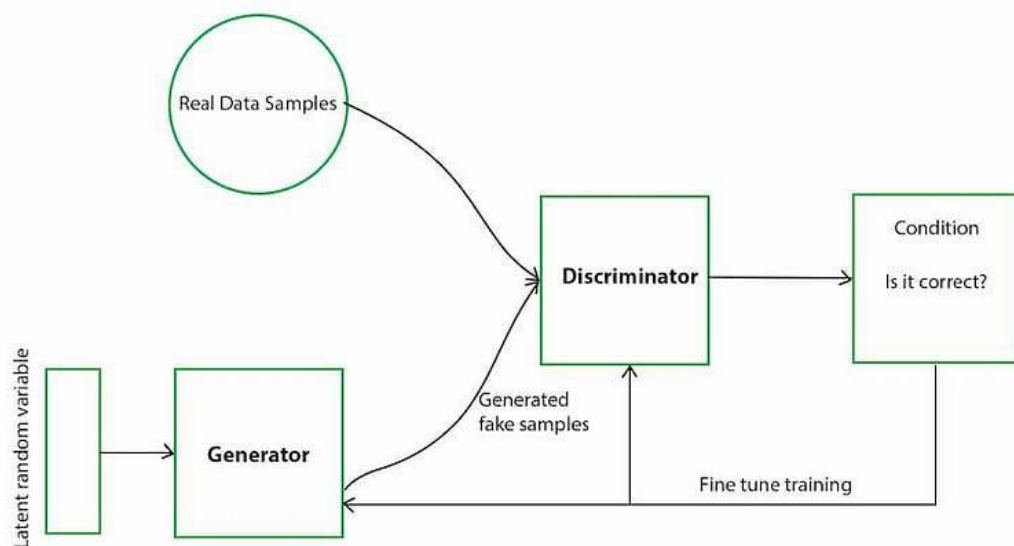 Real Data Samples
Discriminator
Condition
Is it correct?
Latent random variable
Generator
Generated
fake samples
Fine tune training